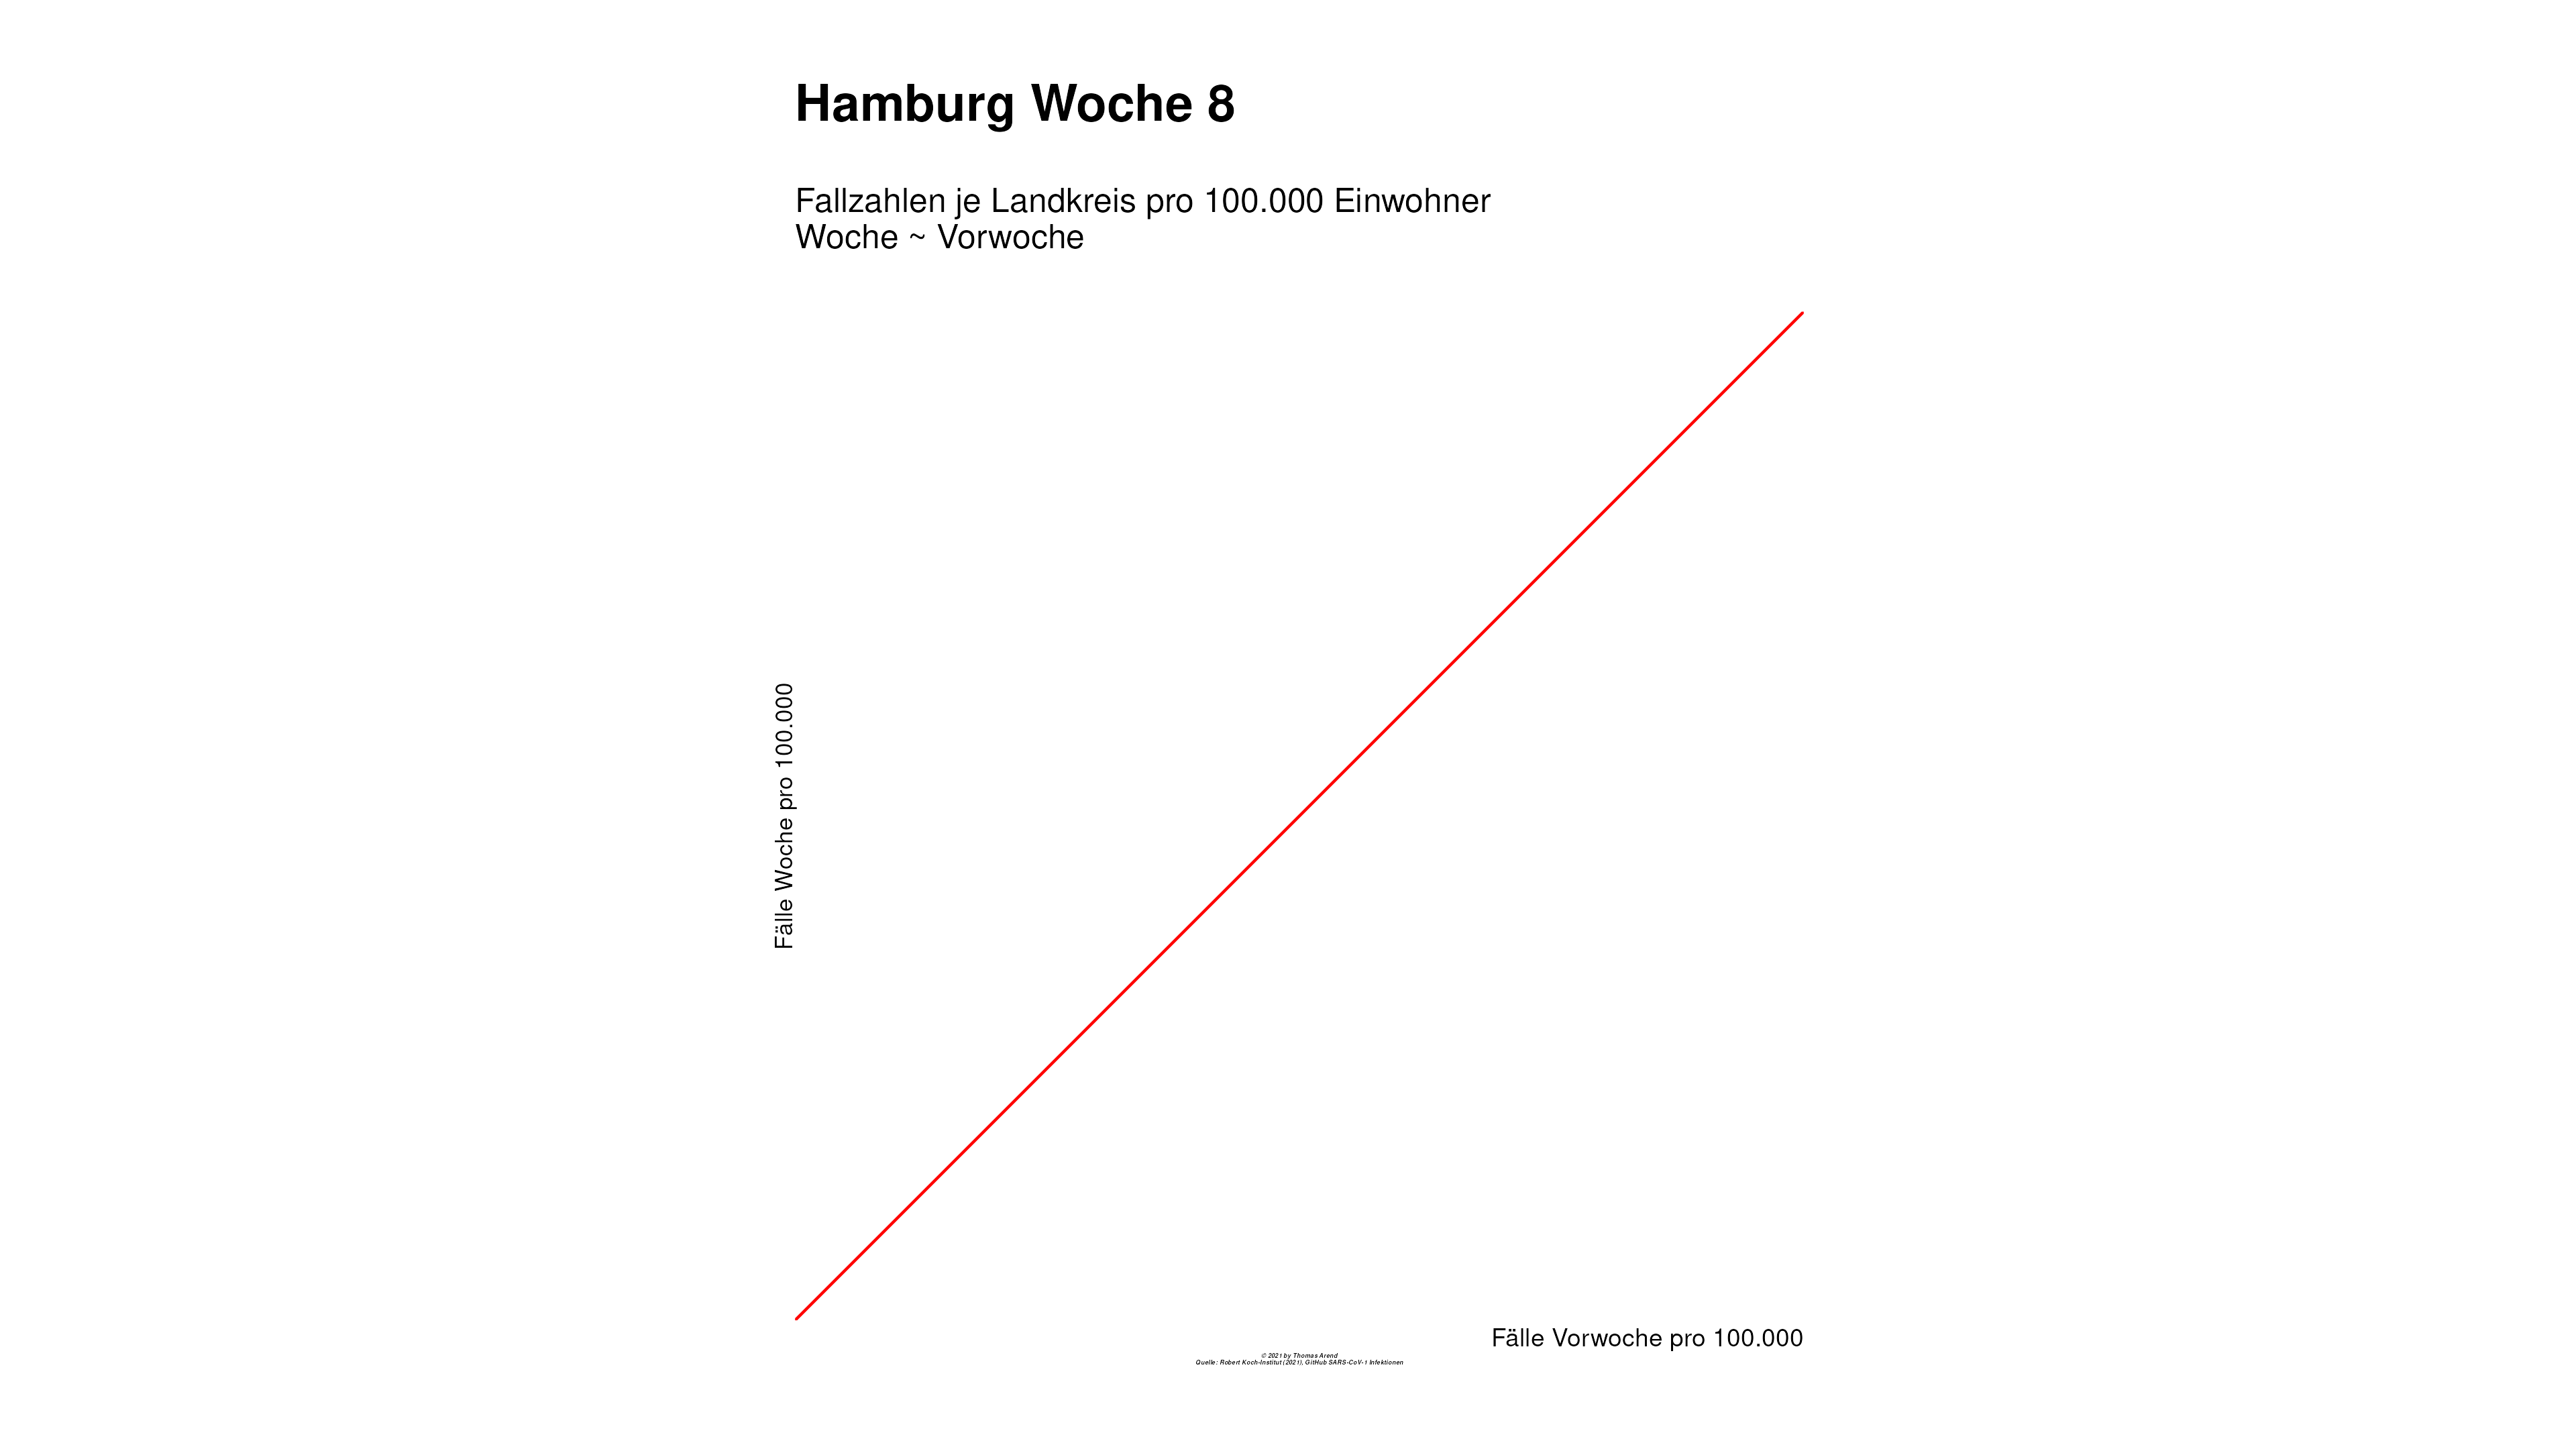 Hamburg Woche 8
Fallzahlen je Landkreis pro 100.000 Einwohner
Woche ~ Vorwoche
Fälle Woche pro 100.000
Fälle Vorwoche pro 100.000
© 2021 by Thomas Arend
Quelle: Robert Koch-Institut (2021), GitHub SARS-CoV-1 Infektionen